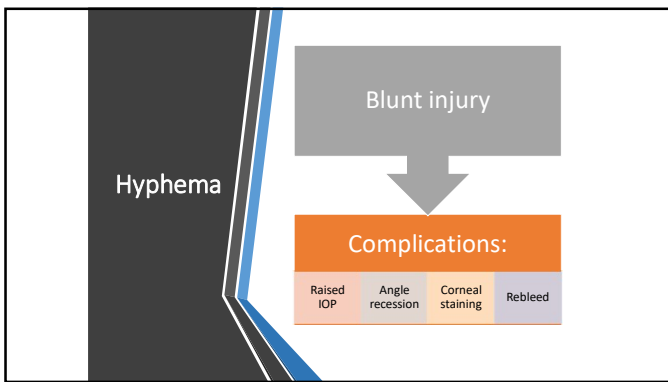 Hyphema
Blunt injury
Complications:
Raised
IOP
Angle
recession
Corneal
staining
Rebleed